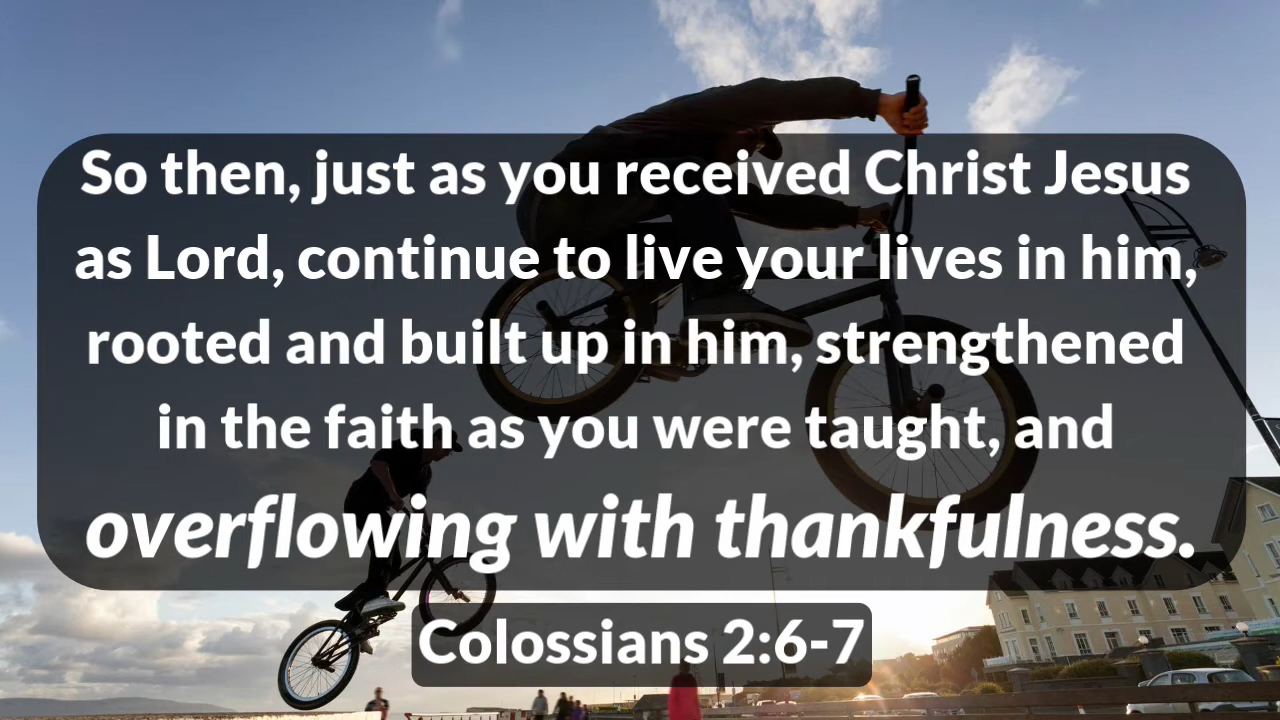 So then, just as you received Christ Jesus
as Lord, continue to live your lives in him,
rooted and built up in him, strengthened
in the faith as you were taught, and
overflowing with thankfulness.
Colossians 2:6-7